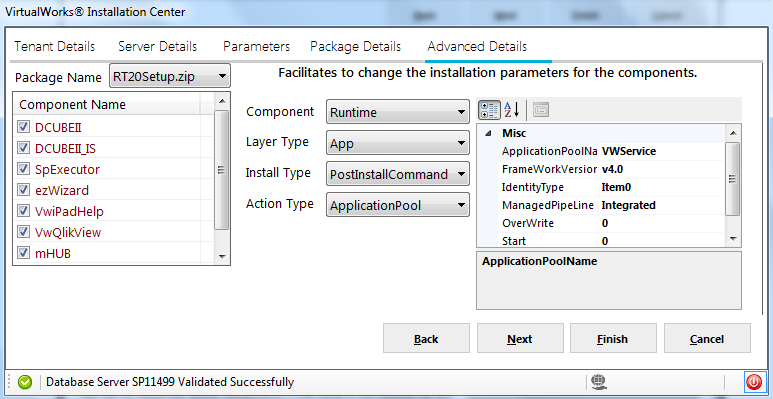 VirtualWorks® Installation Center
Tenant Details Server Details Parameters Package Details Advanced Details
Package Name RT20Setup.zip
Facilitates to change the installation parameters for the components.
Component Name
DCUBEII
DCUBEII_IS
SpExecutor
ezWizard
VwiPadHelp
VwQlikView
mHUB
Component Runtime
Layer Type App
Install Type PostInstallCommand
Action Type ApplicationPool
A
Z
Misc
ApplicationPoolNa VWService
FrameWorkVersion v4.0
IdentityType Item0
ManagedPipeLine Integrated
OverWrite 0
Start 0
ApplicationPoolName
Back Next Finish Cancel
Database Server SP11499 Validated Successfully